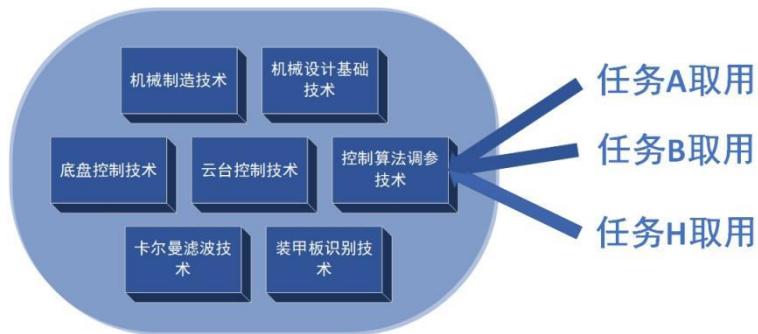 机械制造技术
机械设计基础
技术
底盘控制技术
云台控制技术
控制算法调参
技术
卡尔曼滤波技
术
装甲板识别技
术
任务A取用
任务B取用
任务H取用